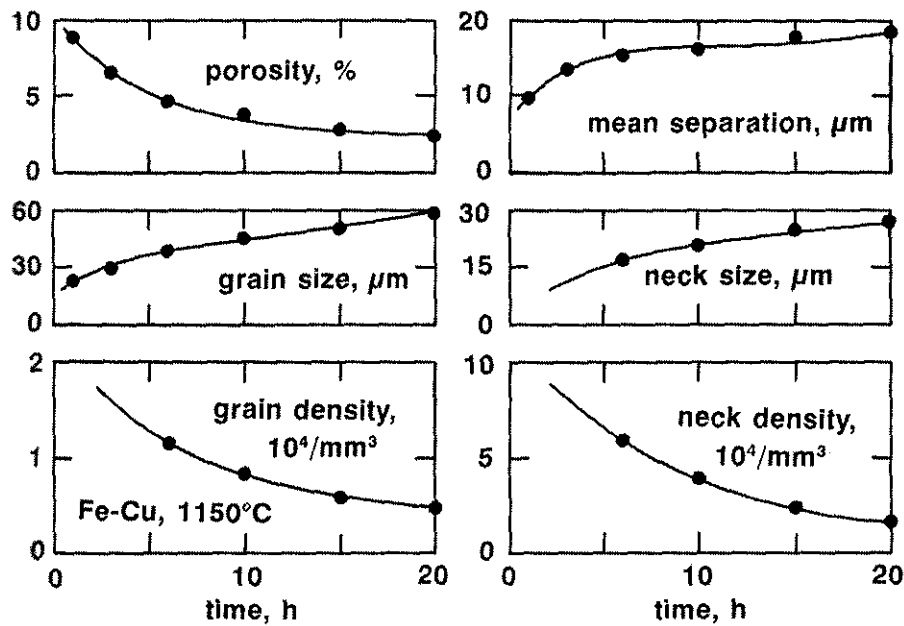 10
5
0
porosity, %
20
10
0
mean separation, µm
60
30
0
grain size, µm
30
15
0
neck size, µm
2
1
0
grain density,
10⁴/mm³
Fe-Cu, 1150°C
0 10 20
time, h
10
5
0
neck density,
10⁴/mm³
0 10 20
time, h